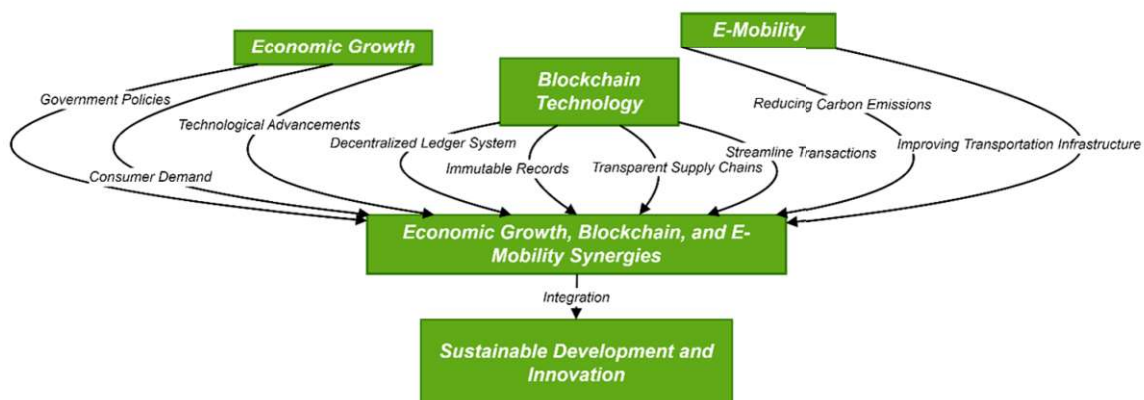 E-Mobility
Economic Growth
Blockchain
Technology
Government Policies
Reducing Carbon Emissions
Technological Advancements
Decentralized Ledger System
Streamline Transactions
Improving Transportation Infrastructure
Consumer Demand
Immutable Records
Transparent Supply Chains
Economic Growth, Blockchain, and E-
Mobility Synergies
Integration
Sustainable Development and
Innovation